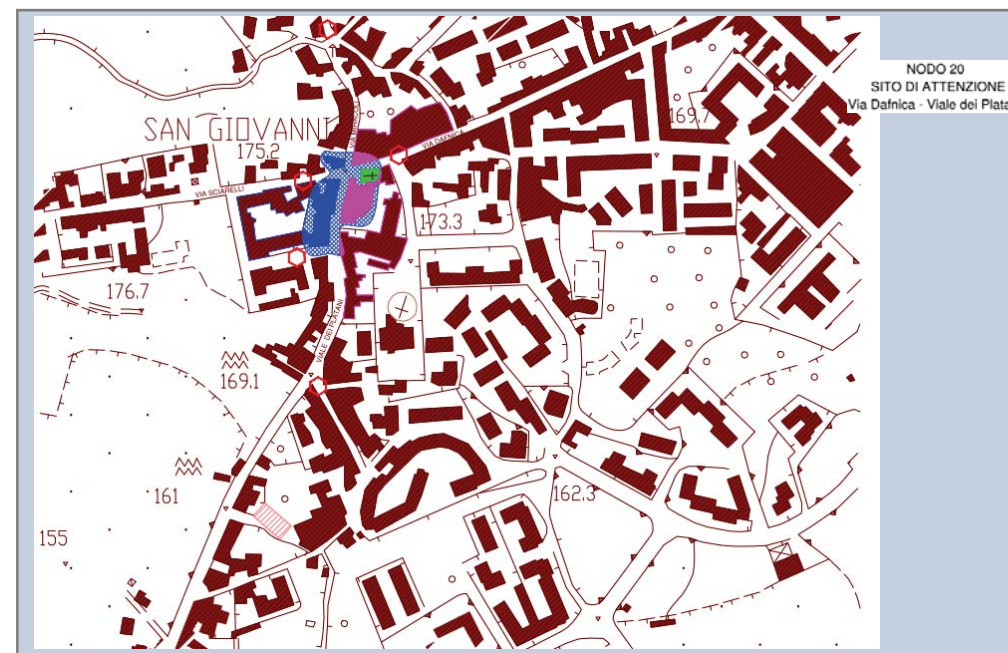 NODO 20
SITO DI ATTENZIONE
Via Dafnica - Viale dei Plata
SAN GIOVANNI
175.2
169.7
VIA DAFNICA
VIA SCIARELLI
173.3
176.7
VIALE DEI PLATANI
169.1
161
162.3
155